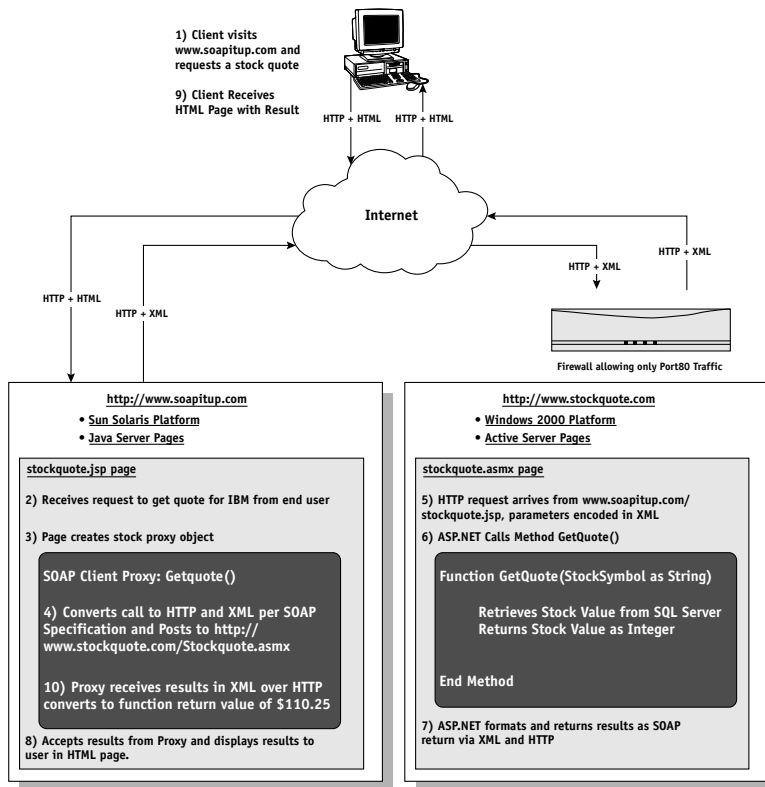 1) Client visits
www.soapitup.com and
requests a stock quote
9) Client Receives
HTML Page with Result
HTTP + HTML
HTTP + HTML
Internet
HTTP + HTML
HTTP + XML
HTTP + XML
HTTP + XML
Firewall allowing only Port80 Traffic
http://www.soapitup.com
• Sun Solaris Platform
• Java Server Pages
stockquote.jsp page
2) Receives request to get quote for IBM from end user
3) Page creates stock proxy object
SOAP Client Proxy: Getquote()
4) Converts call to HTTP and XML per SOAP
Specification and Posts to http://
www.stockquote.com/Stockquote.asmx
10) Proxy receives results in XML over HTTP
converts to function return value of $110.25
8) Accepts results from Proxy and displays results to
user in HTML page.
http://www.stockquote.com
• Windows 2000 Platform
• Active Server Pages
stockquote.asmx page
5) HTTP request arrives from www.soapitup.com/
stockquote.jsp, parameters encoded in XML
6) ASP.NET Calls Method GetQuote()
Function GetQuote(StockSymbol as String)
Retrieves Stock Value from SQL Server
Returns Stock Value as Integer
End Method
7) ASP.NET formats and returns results as SOAP
return via XML and HTTP